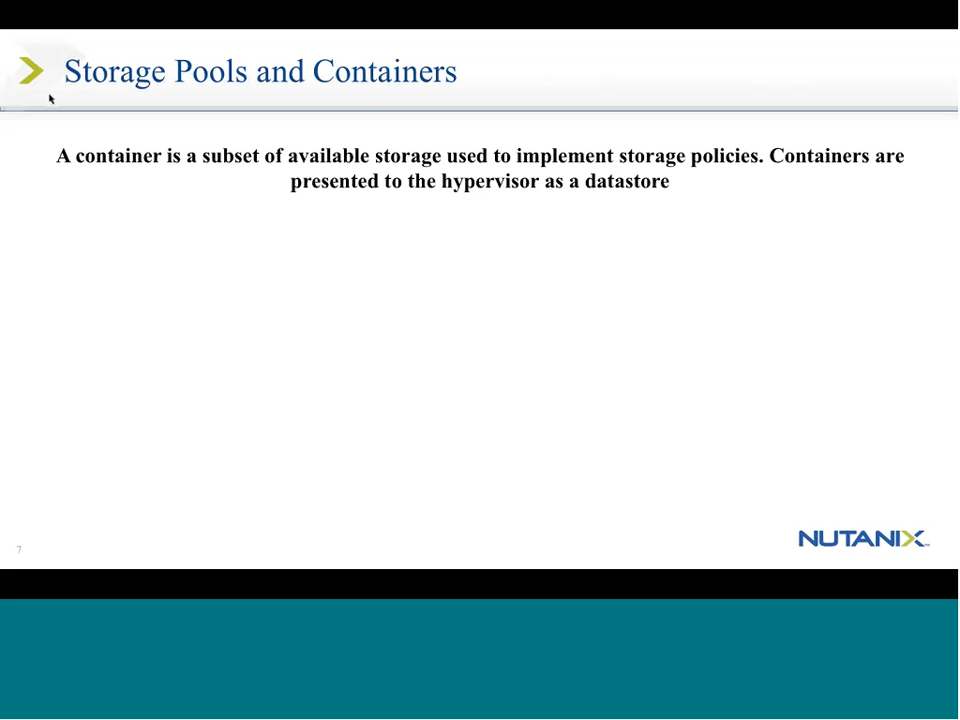 Storage Pools and Containers
A container is a subset of available storage used to implement storage policies. Containers are
presented to the hypervisor as a datastore
7
NUTANIX